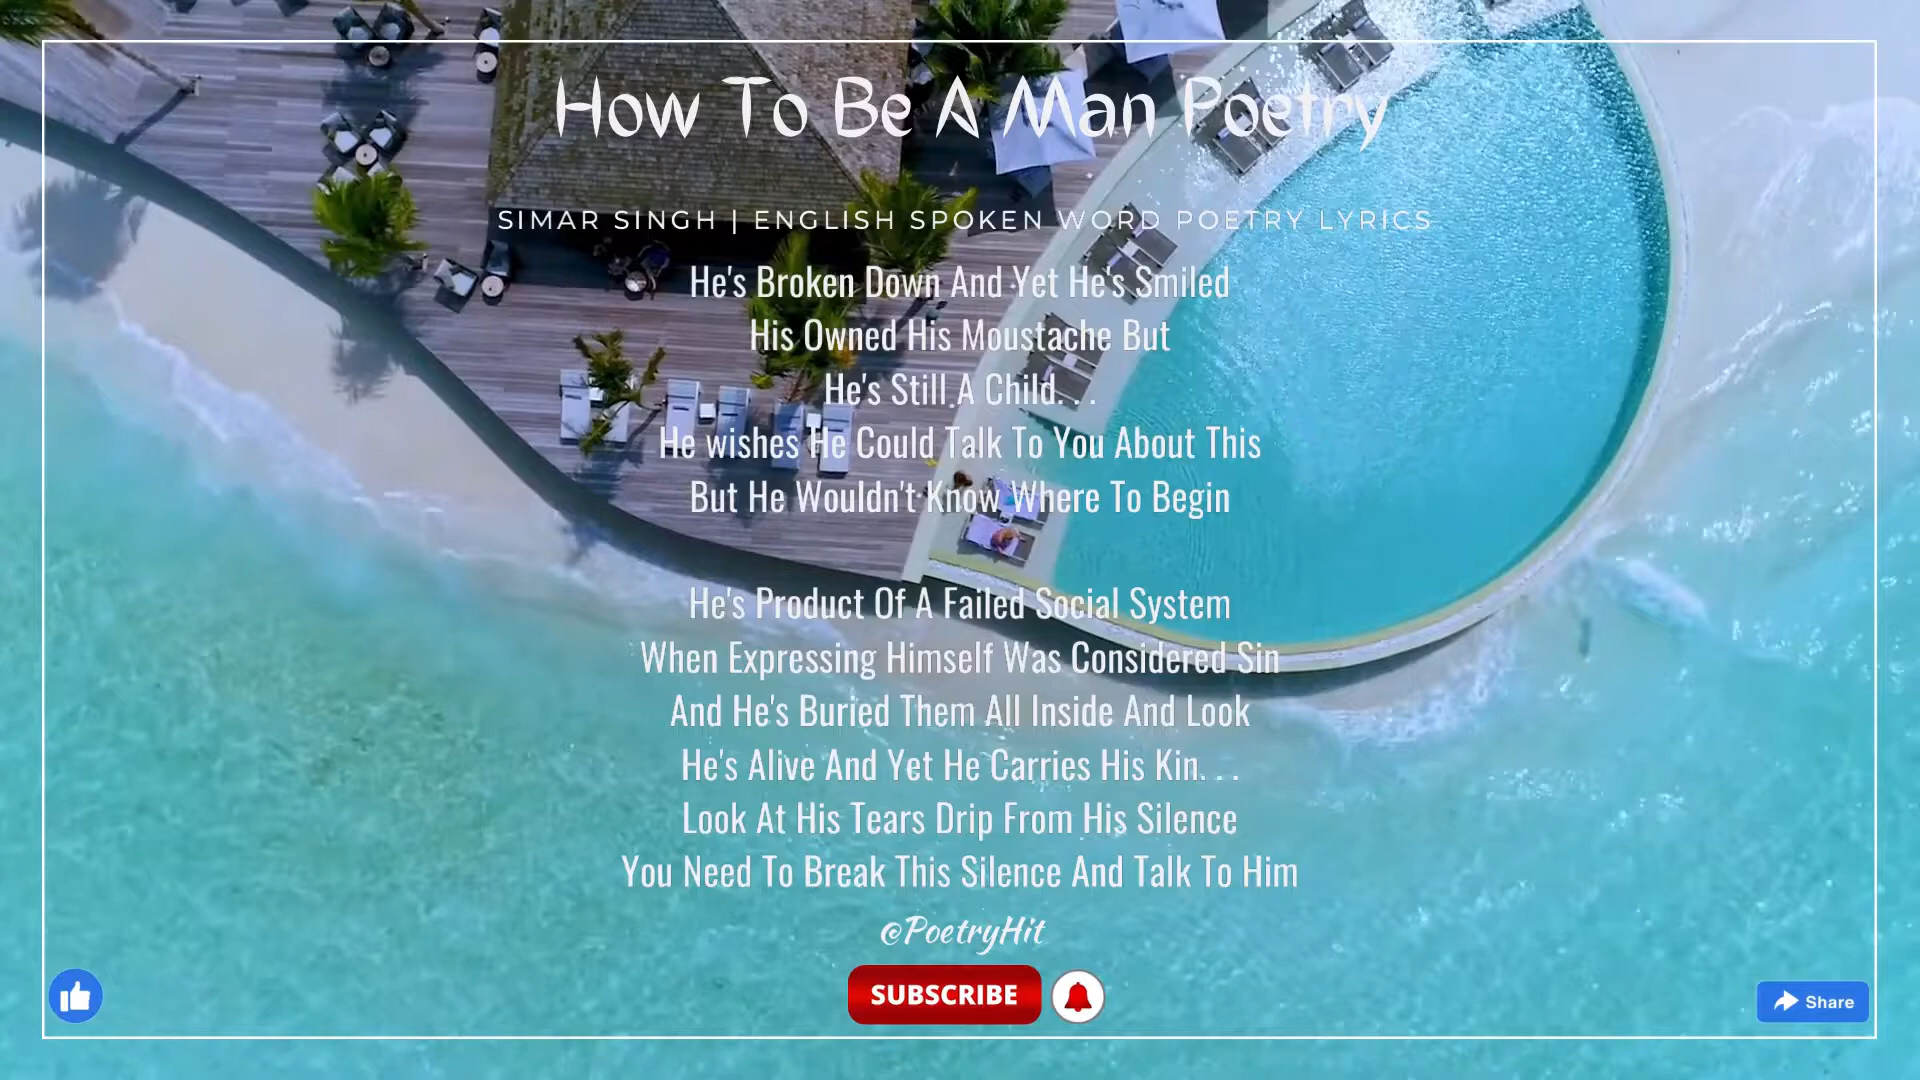 How To Be A Man Poetry
SIMAR SINGH | ENGLISH SPOKEN WORD POETRY LYRICS
He's Broken Down And Yet He's Smiled
His Owned His Moustache But
He's Still A Child. . .
He wishes He Could Talk To You About This
But He Wouldn't Know Where To Begin
He's Product Of A Failed Social System
When Expressing Himself Was Considered Sin
And He's Buried Them All Inside And Look
He's Alive And Yet He Carries His Kin. . .
Look At His Tears Drip From His Silence
You Need To Break This Silence And Talk To Him
@PoetryHit
SUBSCRIBE
Share